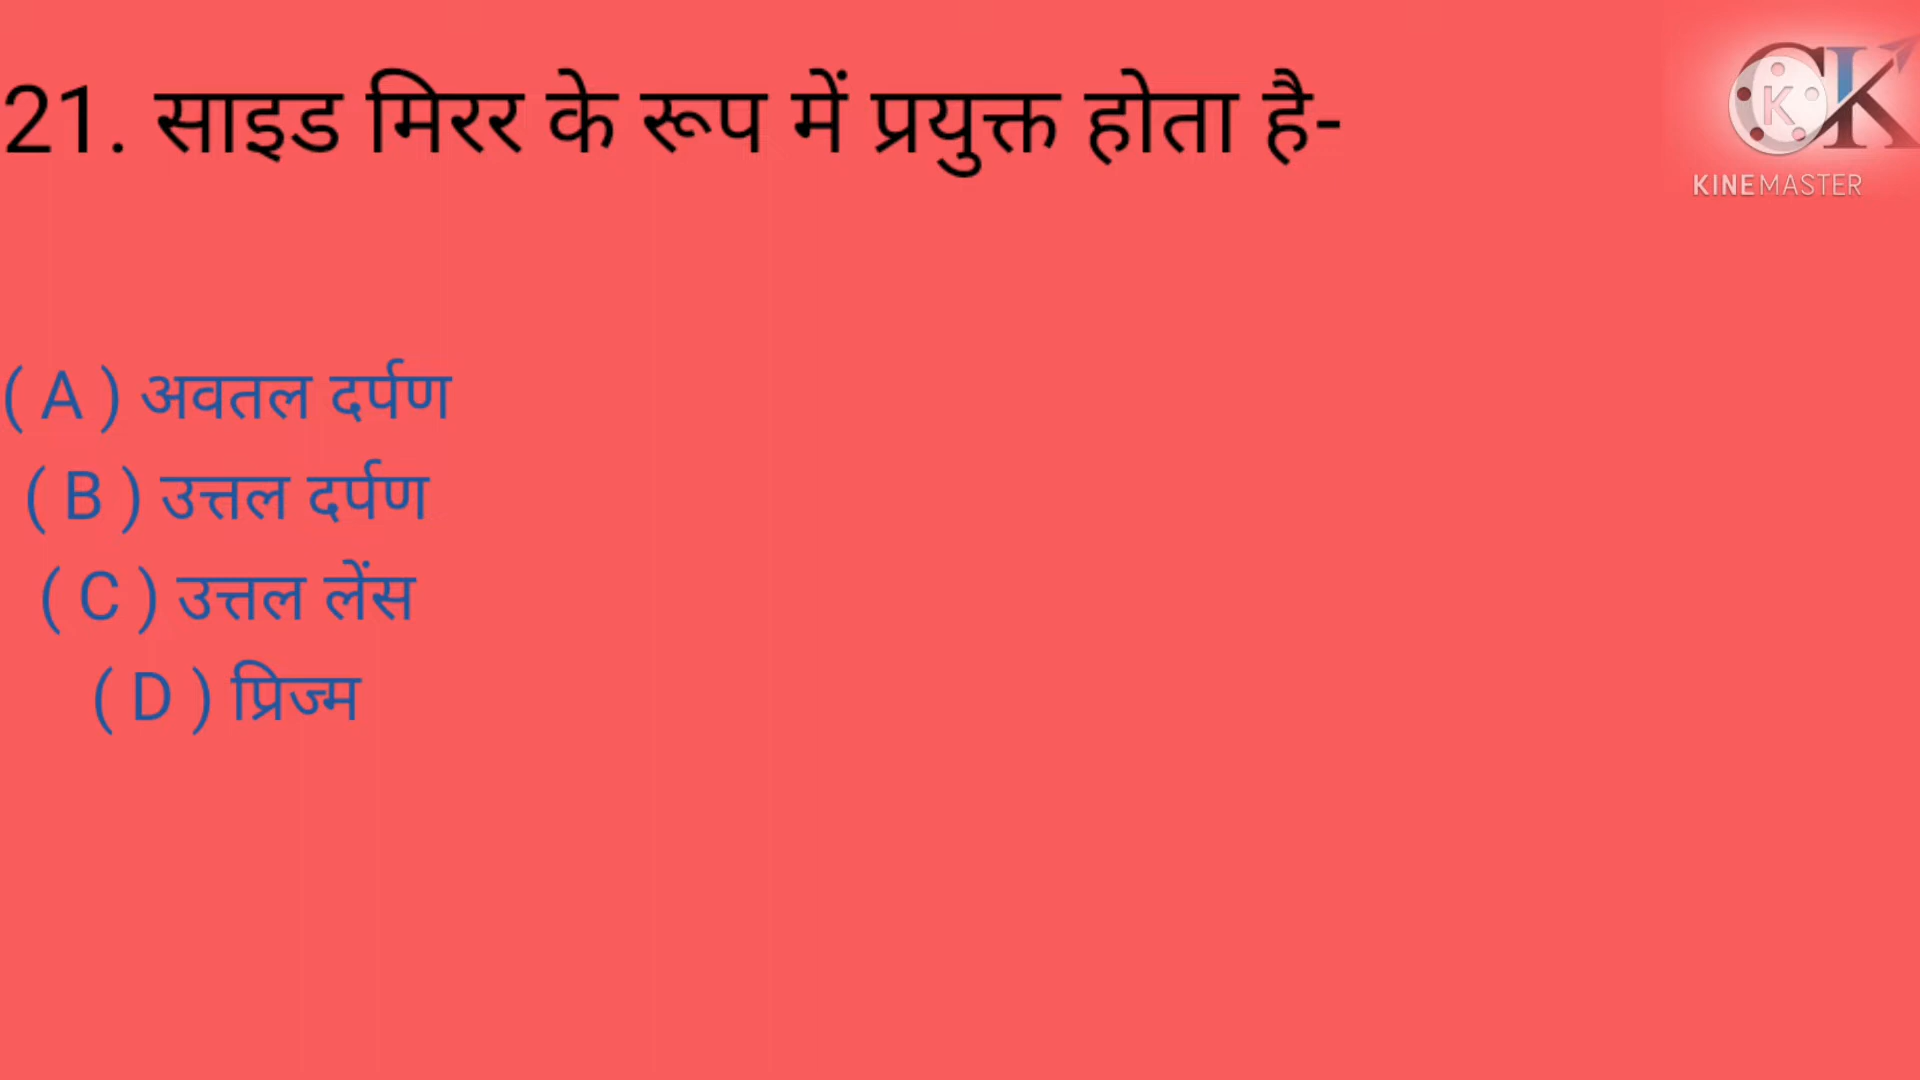 21. साइड मिरर के रूप में प्रयुक्त होता है-
( A ) अवतल दर्पण
( B ) उत्तल दर्पण
( C ) उत्तल लेंस
( D ) प्रिज्म
K
KINEMASTER